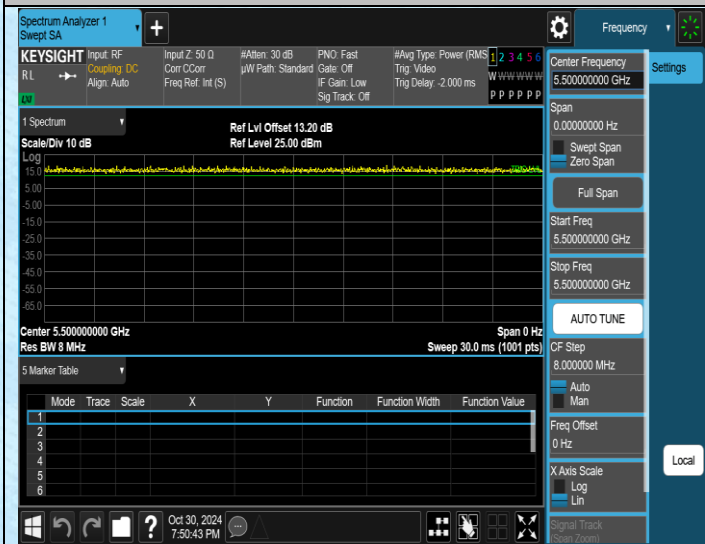 Spectrum Analyzer 1
Swept SA
+
Frequency
KEYSIGHT
RL
LXI
Input: RF
Coupling: DC
Align: Auto
Input Z: 50 Ω
Corr CCorr
Freq Ref: Int (S)
#Atten: 30 dB
µW Path: Standard
PNO: Fast
Gate: Off
IF Gain: Low
Sig Track: Off
#Avg Type: Power (RMS
Trig: Video
Trig Delay: -2.000 ms
1 2 3 4 5 6
W W W W W W
P P P P P P
1 Spectrum
Scale/Div 10 dB
Ref Lvl Offset 13.20 dB
Ref Level 25.00 dBm
Log
15.0
5.00
-5.00
-15.0
-25.0
-35.0
-45.0
-55.0
-65.0
Center 5.500000000 GHz
Res BW 8 MHz
Span 0 Hz
Sweep 30.0 ms (1001 pts)
5 Marker Table
Mode Trace Scale X Y Function Function Width Function Value
1
2
3
4
5
6
Oct 30, 2024
7:50:43 PM
Center Frequency
5.500000000 GHz
Span
0.00000000 Hz
Swept Span
Zero Span
Full Span
Start Freq
5.500000000 GHz
Stop Freq
5.500000000 GHz
AUTO TUNE
CF Step
8.000000 MHz
Auto
Man
Freq Offset
0 Hz
X Axis Scale
Log
Lin
Signal Track
(Span Zoom)
Settings
Local